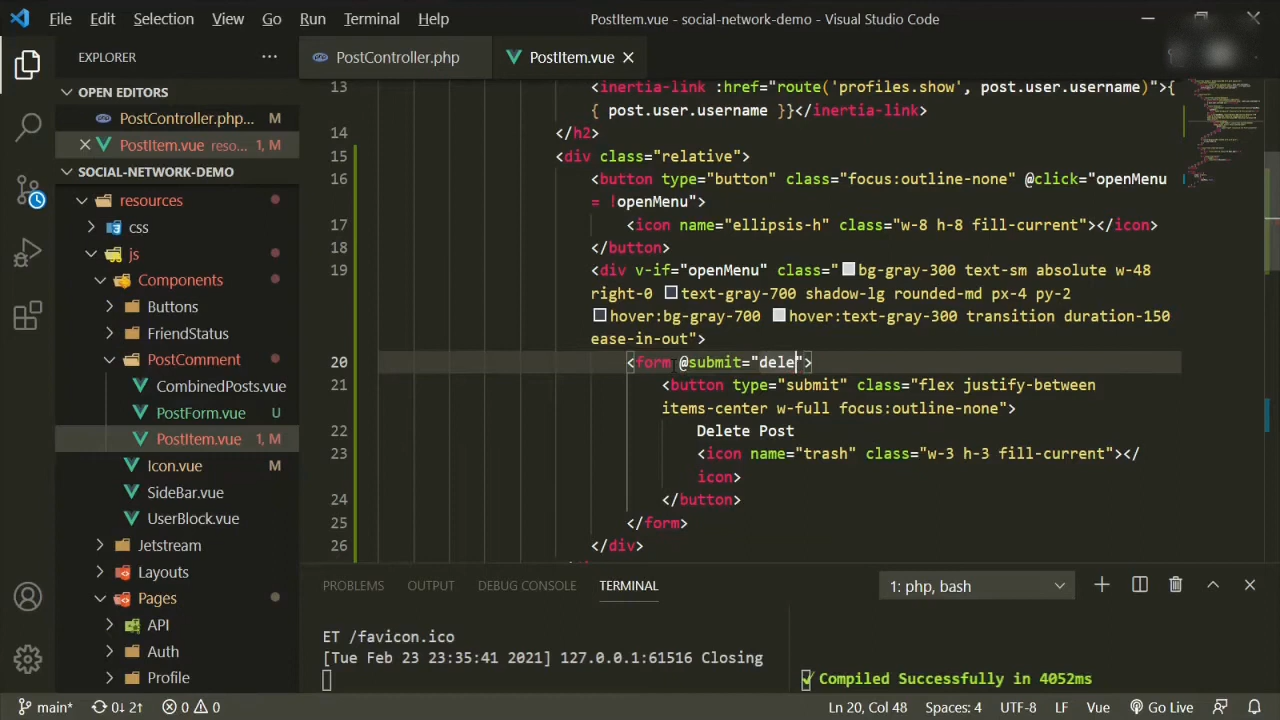 File Edit Selection View Go Run Terminal Help PostItem.vue - social-network-demo - Visual Studio Code
EXPLORER
PostController.php PostItem.vue
OPEN EDITORS
PostController.php... M
PostItem.vue reso... 1, M
SOCIAL-NETWORK-DEMO
resources
css
js
Components
Buttons
FriendStatus
PostComment
CombinedPosts.vue
PostForm.vue U
PostItem.vue 1, M
Icon.vue M
SideBar.vue
UserBlock.vue
Jetstream
Layouts
Pages
API
Auth
Profile
13 <inertia-link :href="route('profiles.show', post.user.username)">{
{ post.user.username }}</inertia-link>
14 </h2>
15 <div class="relative">
16 <button type="button" class="focus:outline-none" @click="openMenu
= !openMenu">
17 <icon name="ellipsis-h" class="w-8 h-8 fill-current"></icon>
18 </button>
19 <div v-if="openMenu" class="bg-gray-300 text-sm absolute w-48
right-0 text-gray-700 shadow-lg rounded-md px-4 py-2
hover:bg-gray-700 hover:text-gray-300 transition duration-150
ease-in-out">
20 <form @submit="dele">
21 <button type="submit" class="flex justify-between
items-center w-full focus:outline-none">
22 Delete Post
23 <icon name="trash" class="w-3 h-3 fill-current"></
icon>
24 </button>
25 </form>
26 </div>
PROBLEMS OUTPUT DEBUG CONSOLE TERMINAL 1: php, bash
ET /favicon.ico
[Tue Feb 23 23:35:41 2021] 127.0.0.1:61516 Closing
Compiled Successfully in 4052ms
main* 0↓ 2↑ 0 0 Ln 20, Col 48 Spaces: 4 UTF-8 LF Vue Go Live